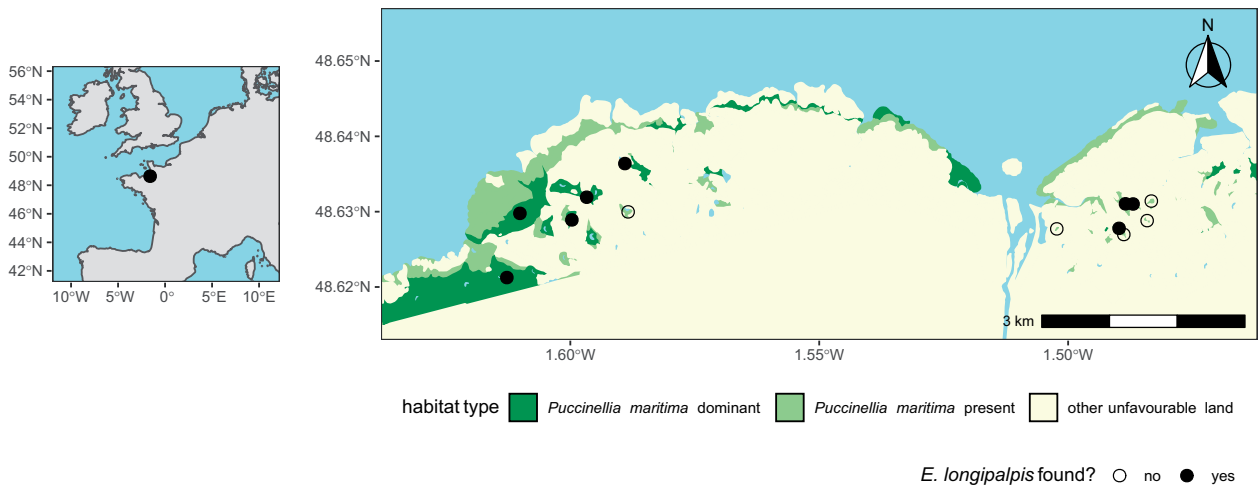 56°N
54°N
52°N
50°N
48°N
46°N
44°N
42°N
10°W 5°W 0° 5°E 10°E
48.65°N
48.64°N
48.63°N
48.62°N
N
3 km
1.60°W 1.55°W 1.50°W
habitat type Puccinellia maritima dominant Puccinellia maritima present other unfavourable land
E. longipalpis found? no yes